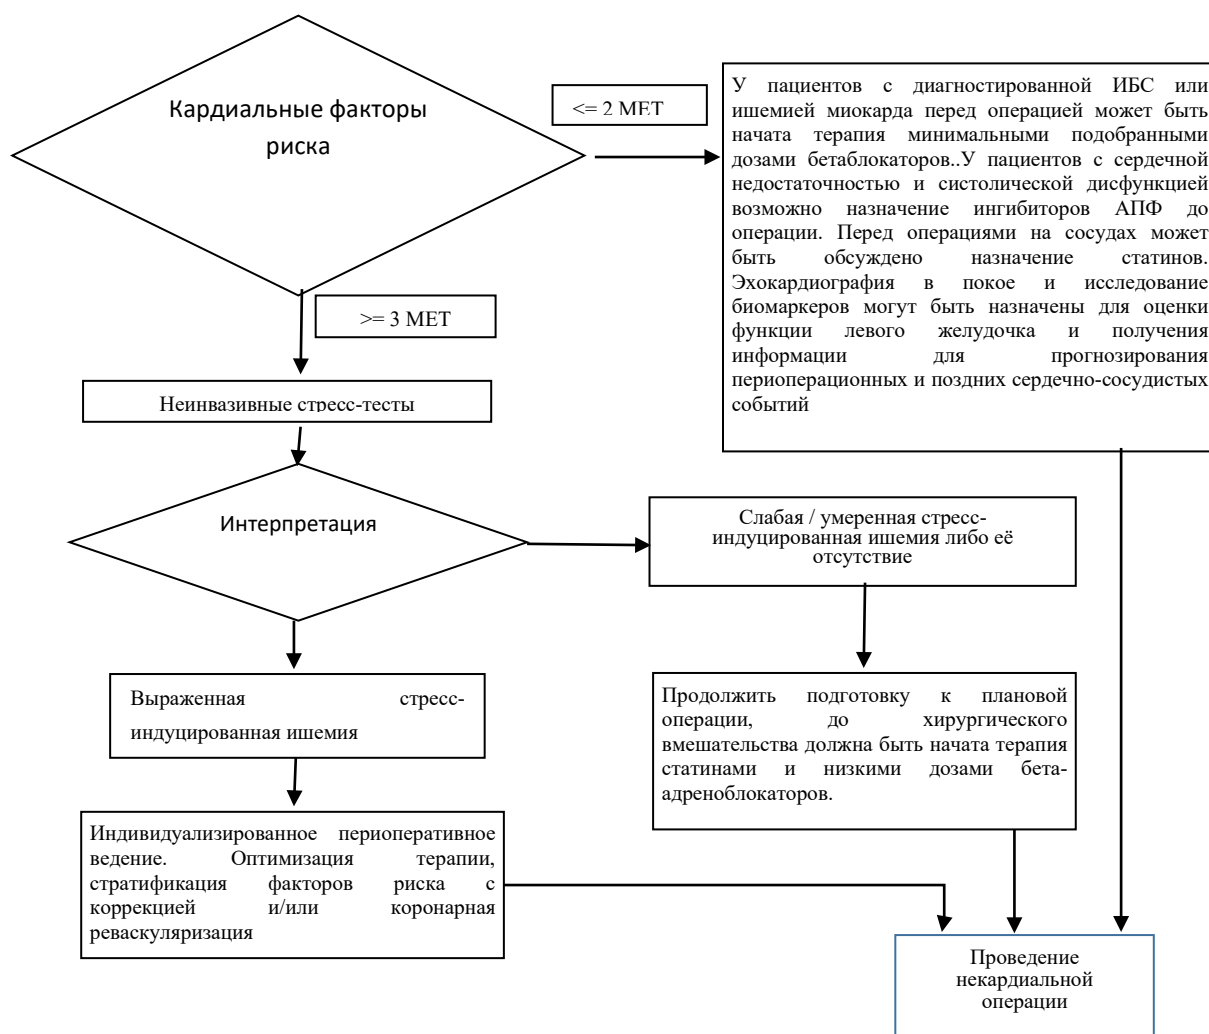 Кардиальные факторы
риска
<= 2 МЕТ
У пациентов с диагностированной ИБС или
ишемией миокарда перед операцией может быть
начата терапия минимальными подобранными
дозами бетаблокаторов..У пациентов с сердечной
недостаточностью и систолической дисфункцией
возможно назначение ингибиторов АПФ до
операции. Перед операциями на сосудах может
быть обсуждено назначение статинов.
Эхокардиография в покое и исследование
биомаркеров могут быть назначены для оценки
функции левого желудочка и получения
информации для прогнозирования
периоперационных и поздних сердечно-сосудистых
событий
>= 3 МЕТ
Неинвазивные стресс-тесты
Интерпретация
Слабая / умеренная стресс-
индуцированная ишемия либо её
отсутствие
Выраженная стресс-
индуцированная ишемия
Продолжить подготовку к плановой
операции, до хирургического
вмешательства должна быть начата терапия
статинами и низкими дозами бета-
адреноблокаторов.
Индивидуализированное периоперативное
ведение. Оптимизация терапии,
стратификация факторов риска с
коррекцией и/или коронарная
реваскуляризация
Проведение
некардиальной
операции